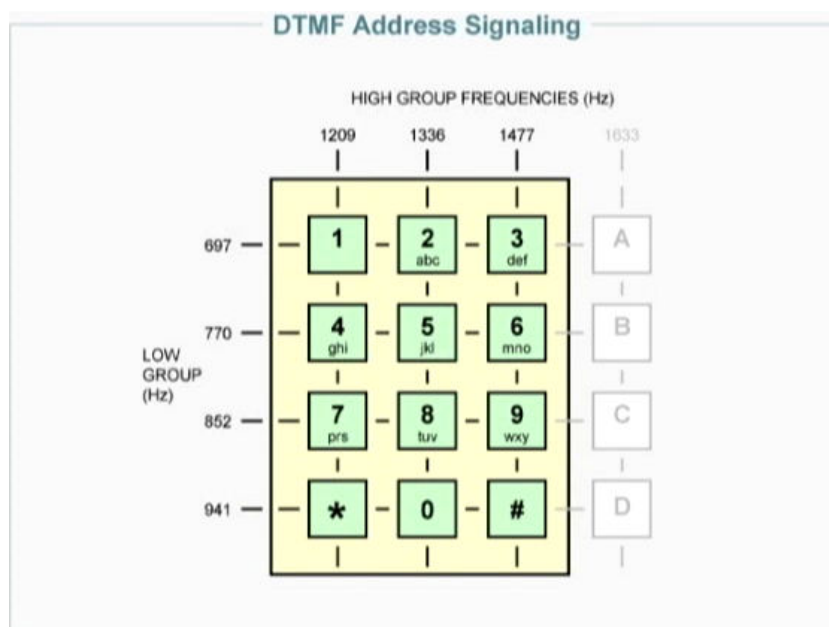 DTMF Address Signaling
HIGH GROUP FREQUENCIES (Hz)
1209 1336 1477 1633
697 1 2 3 A
abc def
770 4 5 6 B
ghi jkl mno
LOW
GROUP
(Hz)
852 7 8 9 C
prs tuv wxy
941 * 0 # D